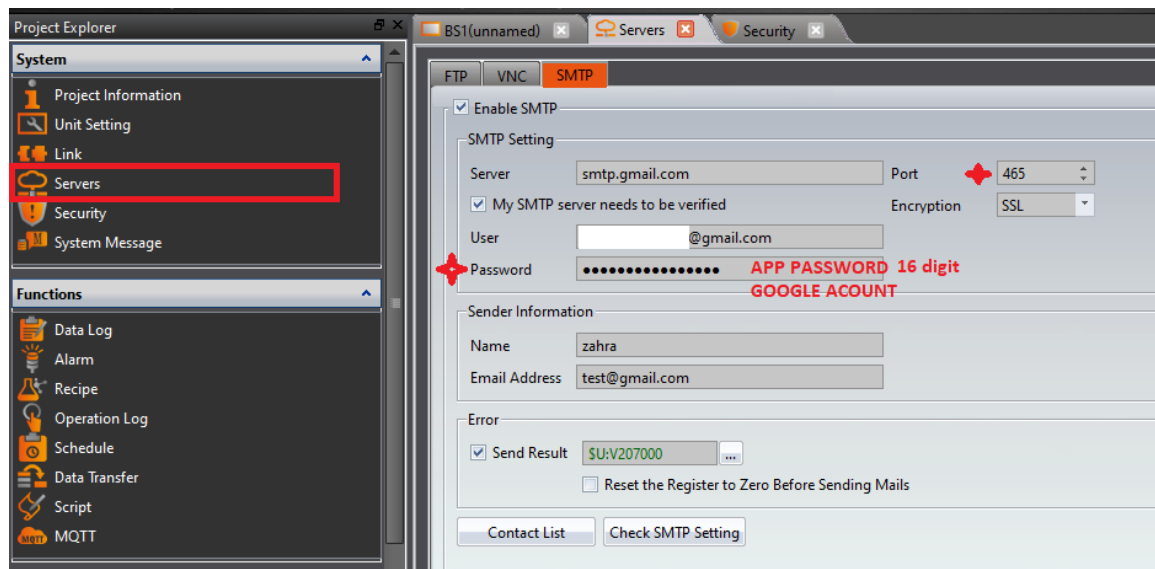 Project Explorer
System
Project Information
Unit Setting
Link
Servers
Security
System Message
Functions
Data Log
Alarm
Recipe
Operation Log
Schedule
Data Transfer
Script
MQTT
BS1(unnamed) Servers Security
FTP VNC SMTP
Enable SMTP
SMTP Setting
Server smtp.gmail.com Port 465
My SMTP server needs to be verified Encryption SSL
User @gmail.com
Password •••••••••••••••• APP PASSWORD 16 digit
GOOGLE ACOUNT
Sender Information
Name zahra
Email Address test@gmail.com
Error
Send Result $U:V207000 ...
Reset the Register to Zero Before Sending Mails
Contact List Check SMTP Setting